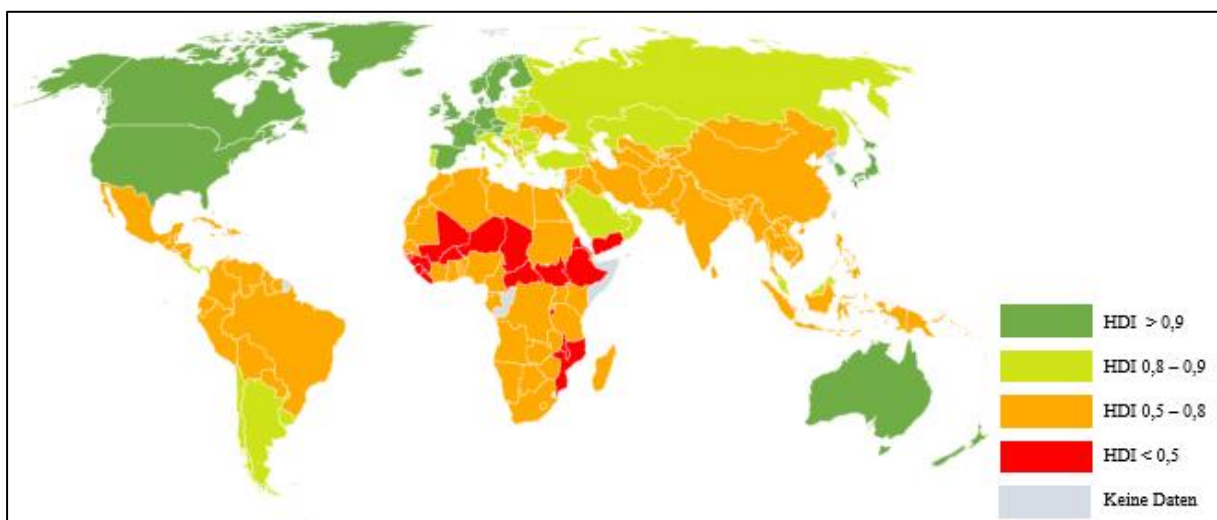 HDI > 0,9
HDI 0,8 – 0,9
HDI 0,5 – 0,8
HDI < 0,5
Keine Daten